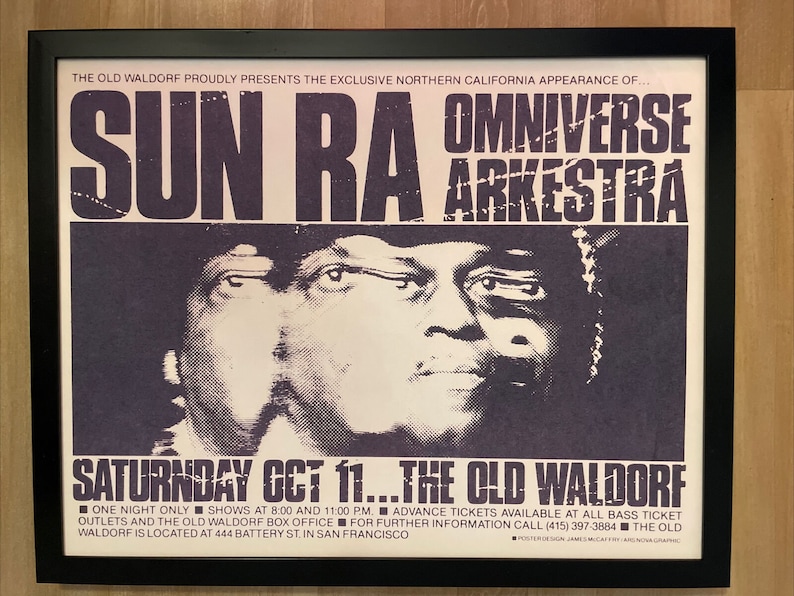 THE OLD WALDORF PROUDLY PRESENTS THE EXCLUSIVE NORTHERN CALIFORNIA APPEARANCE OF...
SUN RA OMNIVERSE
ARKESTRA
SATURNDAY OCT 11...THE OLD WALDORF
■ ONE NIGHT ONLY ■ SHOWS AT 8:00 AND 11:00 P.M. ■ ADVANCE TICKETS AVAILABLE AT ALL BASS TICKET
OUTLETS AND THE OLD WALDORF BOX OFFICE ■ FOR FURTHER INFORMATION CALL (415) 397-3884 ■ THE OLD
WALDORF IS LOCATED AT 444 BATTERY ST. IN SAN FRANCISCO
■ POSTER DESIGN: JAMES McCAFFRY/ARS NOVA GRAPHIC